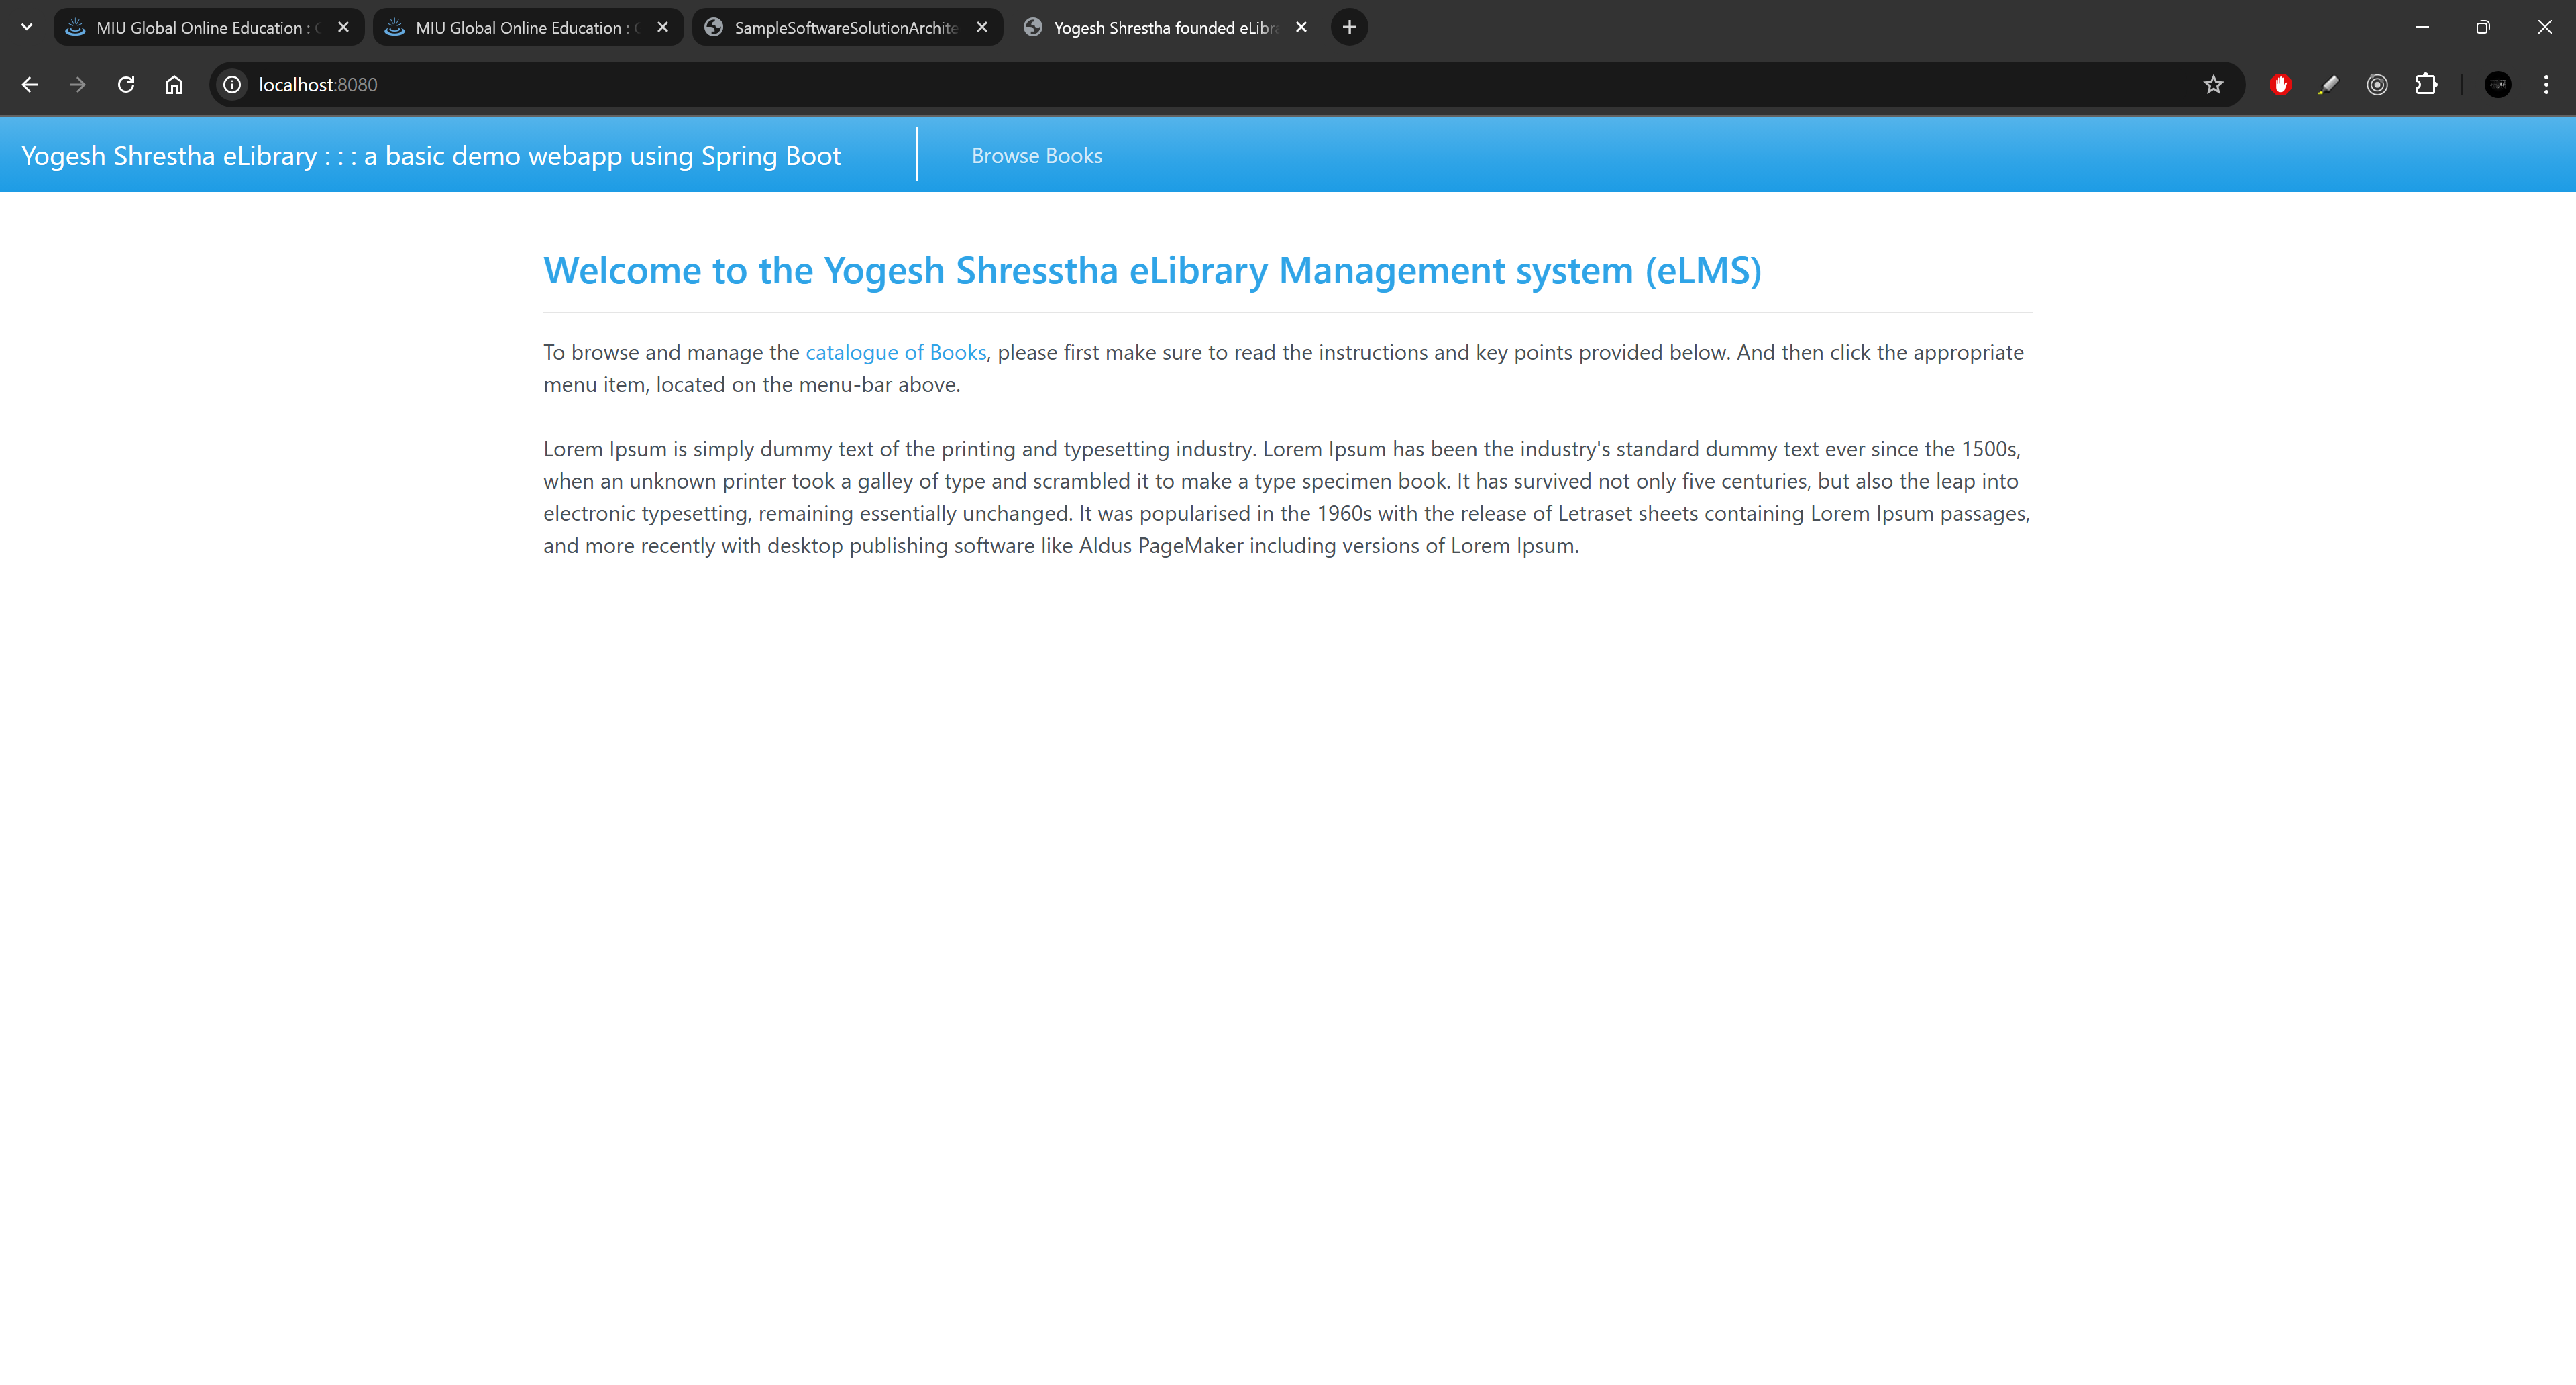 MIU Global Online Education :
MIU Global Online Education :
SampleSoftwareSolutionArchite
Yogesh Shrestha founded eLibr
localhost:8080
Yogesh Shrestha eLibrary : : : a basic demo webapp using Spring Boot
Browse Books
Welcome to the Yogesh Shresstha eLibrary Management system (eLMS)
To browse and manage the catalogue of Books, please first make sure to read the instructions and key points provided below. And then click the appropriate
menu item, located on the menu-bar above.
Lorem Ipsum is simply dummy text of the printing and typesetting industry. Lorem Ipsum has been the industry's standard dummy text ever since the 1500s,
when an unknown printer took a galley of type and scrambled it to make a type specimen book. It has survived not only five centuries, but also the leap into
electronic typesetting, remaining essentially unchanged. It was popularised in the 1960s with the release of Letraset sheets containing Lorem Ipsum passages,
and more recently with desktop publishing software like Aldus PageMaker including versions of Lorem Ipsum.